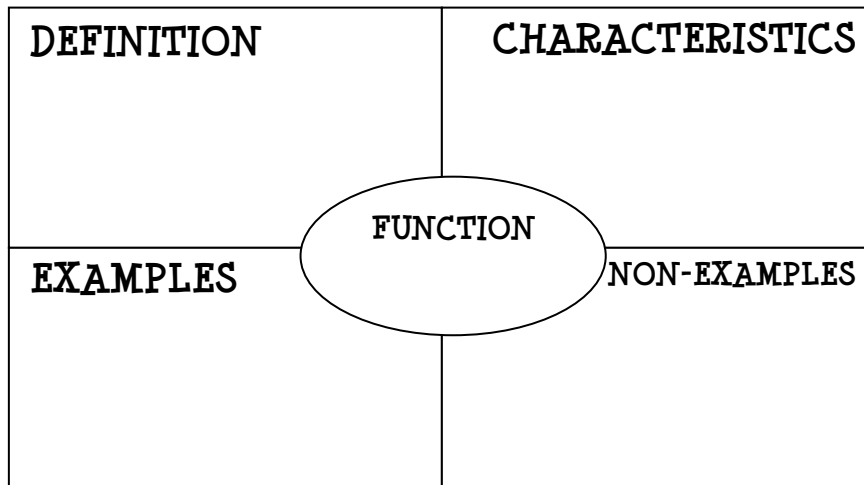 DEFINITION
CHARACTERISTICS
FUNCTION
EXAMPLES
NON-EXAMPLES